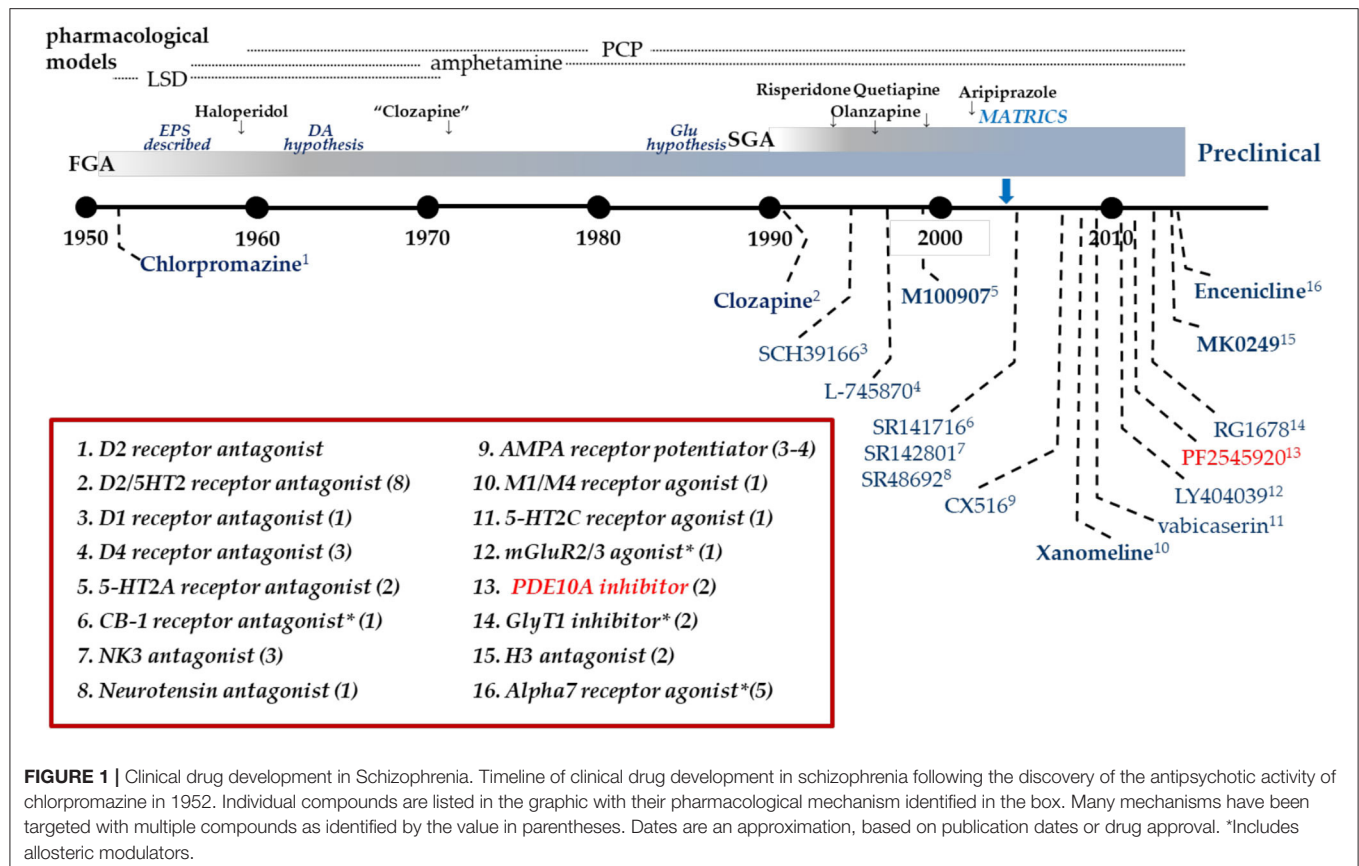 pharmacological
models
PCP
amphetamine
LSD
Risperidone Quetiapine
Aripiprazole
Haloperidol
“Clozapine”
Olanzapine
MATRICS
EPS
described
DA
hypothesis
Glu
hypothesis
SGA
FGA
Preclinical
1950 1960 1970 1980 1990 2000 2010
Chlorpromazine1
Clozapine2
M1009075
Encenicline16
SCH391663
MK024915
L-7458704
SR1417166
RG167814
SR1428017
PF254592013
SR486928
LY40403912
CX5169
vabicaserin11
Xanomeline10
1. D2 receptor antagonist
2. D2/5HT2 receptor antagonist (8)
3. D1 receptor antagonist (1)
4. D4 receptor antagonist (3)
5. 5-HT2A receptor antagonist (2)
6. CB-1 receptor antagonist* (1)
7. NK3 antagonist (3)
8. Neurotensin antagonist (1)
9. AMPA receptor potentiator (3-4)
10. M1/M4 receptor agonist (1)
11. 5-HT2C receptor agonist (1)
12. mGluR2/3 agonist* (1)
13. PDE10A inhibitor (2)
14. GlyT1 inhibitor* (2)
15. H3 antagonist (2)
16. Alpha7 receptor agonist*(5)
FIGURE 1 | Clinical drug development in Schizophrenia. Timeline of clinical drug development in schizophrenia following the discovery of the antipsychotic activity of
chlorpromazine in 1952. Individual compounds are listed in the graphic with their pharmacological mechanism identified in the box. Many mechanisms have been
targeted with multiple compounds as identified by the value in parentheses. Dates are an approximation, based on publication dates or drug approval. *Includes
allosteric modulators.